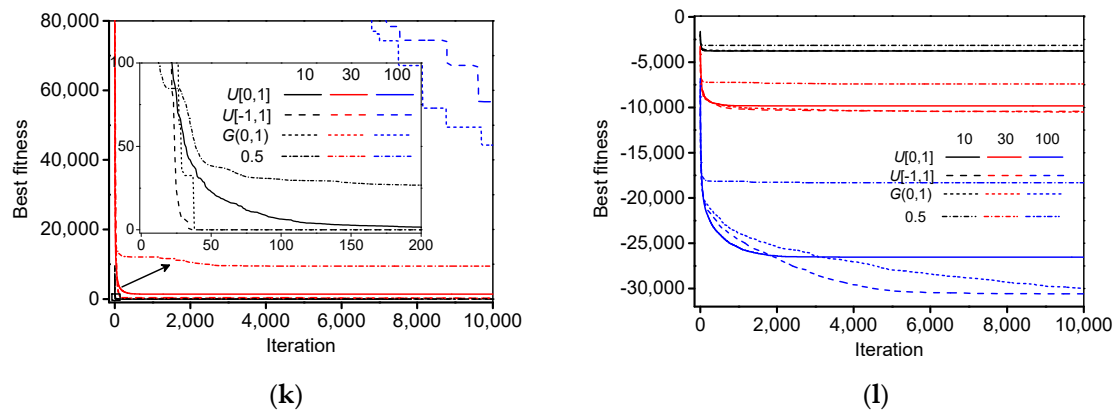 80,000
60,000
40,000
20,000
0
Best fitness
0
2,000
4,000
6,000
8,000
10,000
Iteration
100
50
0
0
50
100
150
200
10 30 100
U[0,1]
U[-1,1]
G(0,1)
0.5
(k)
0
-5,000
-10,000
-15,000
-20,000
-25,000
-30,000
Best fitness
0
2,000
4,000
6,000
8,000
10,000
Iteration
10 30 100
U[0,1]
U[-1,1]
G(0,1)
0.5
(l)